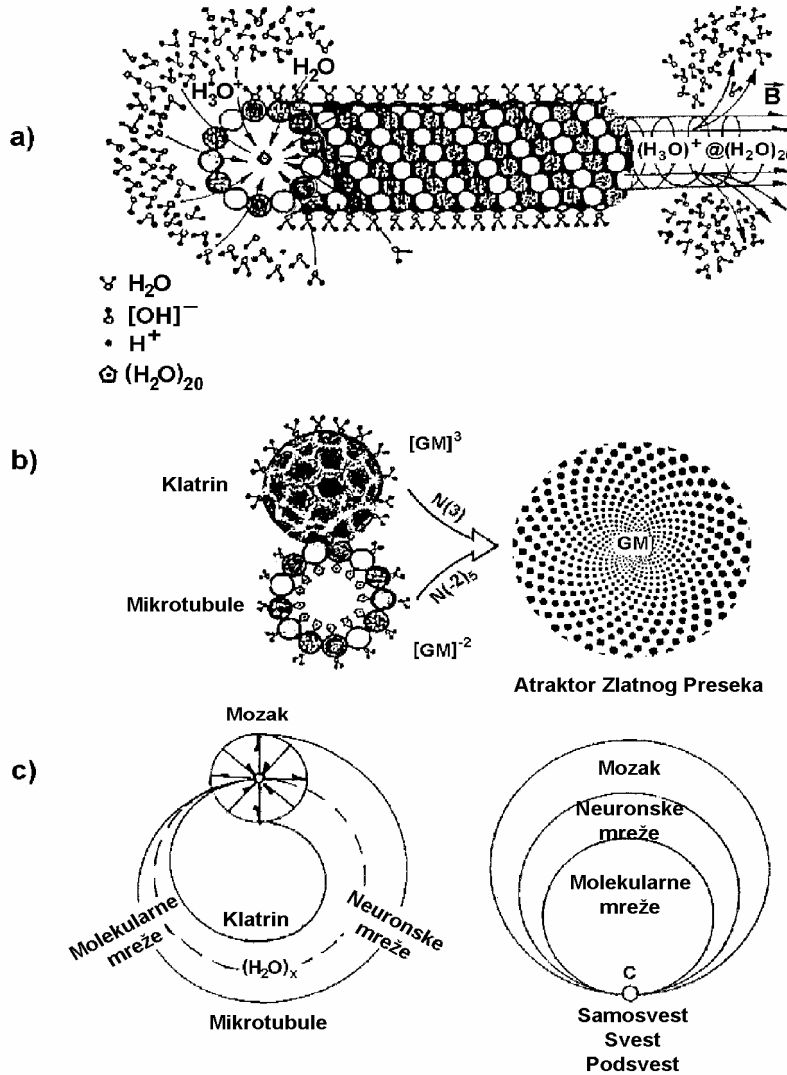 a)
H₂O
H₃O⁺
B
(H₃O)⁺@(H₂O)₂₀
H₂O
[OH]⁻
H⁺
(H₂O)₂₀
b)
[GM]³
Klatrin
N(3)
GM
Mikrotubule
N(-2)₅
[GM]⁻²
Atraktor Zlatnog Preseka
c)
Mozak
Klatrin
Molekularne
mreže
Neuronske
mreže
(H₂O)ₓ
Mikrotubule
Mozak
Neuronske
mreže
Molekularne
mreže
C
Samosvest
Svest
Podsvest